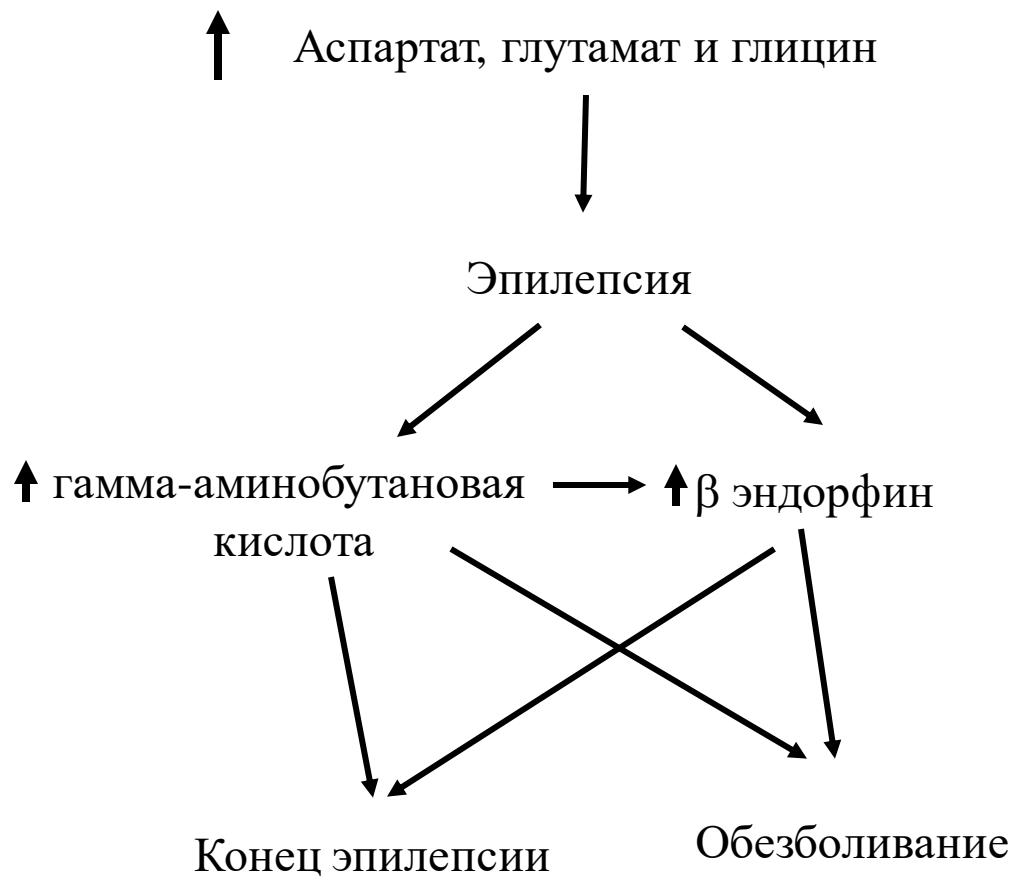 Аспартат, глутамат и глицин
Эпилепсия
гамма-аминобутановая
кислота
β эндорфин
Конец эпилепсии
Обезболивание